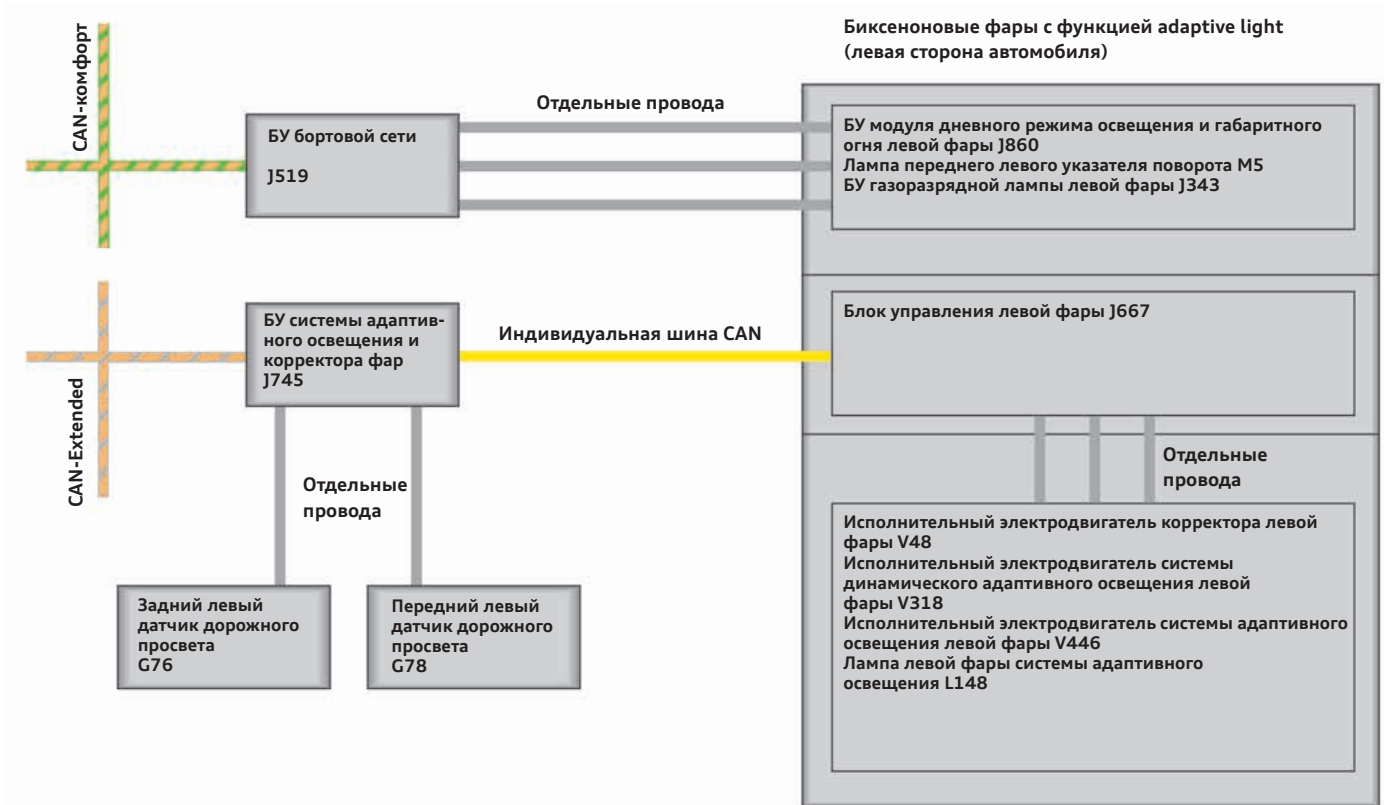 Биксеноновые фары с функцией adaptive light
(левая сторона автомобиля)
CAN-комфорт
БУ бортовой сети
J519
Отдельные провода
БУ модуля дневного режима освещения и габаритного
огня левой фары J860
Лампа переднего левого указателя поворота M5
БУ газоразрядной лампы левой фары J343
CAN-Extended
БУ системы адаптив-
ного освещения и
корректора фар
J745
Индивидуальная шина CAN
Блок управления левой фары J667
Отдельные
провода
Отдельные
провода
Задний левый
датчик дорожного
просвета
G76
Передний левый
датчик дорожного
просвета
G78
Исполнительный электродвигатель корректора левой
фары V48
Исполнительный электродвигатель системы
динамического адаптивного освещения левой
фары V318
Исполнительный электродвигатель системы адаптивного
освещения левой фары V446
Лампа левой фары системы адаптивного
освещения L148